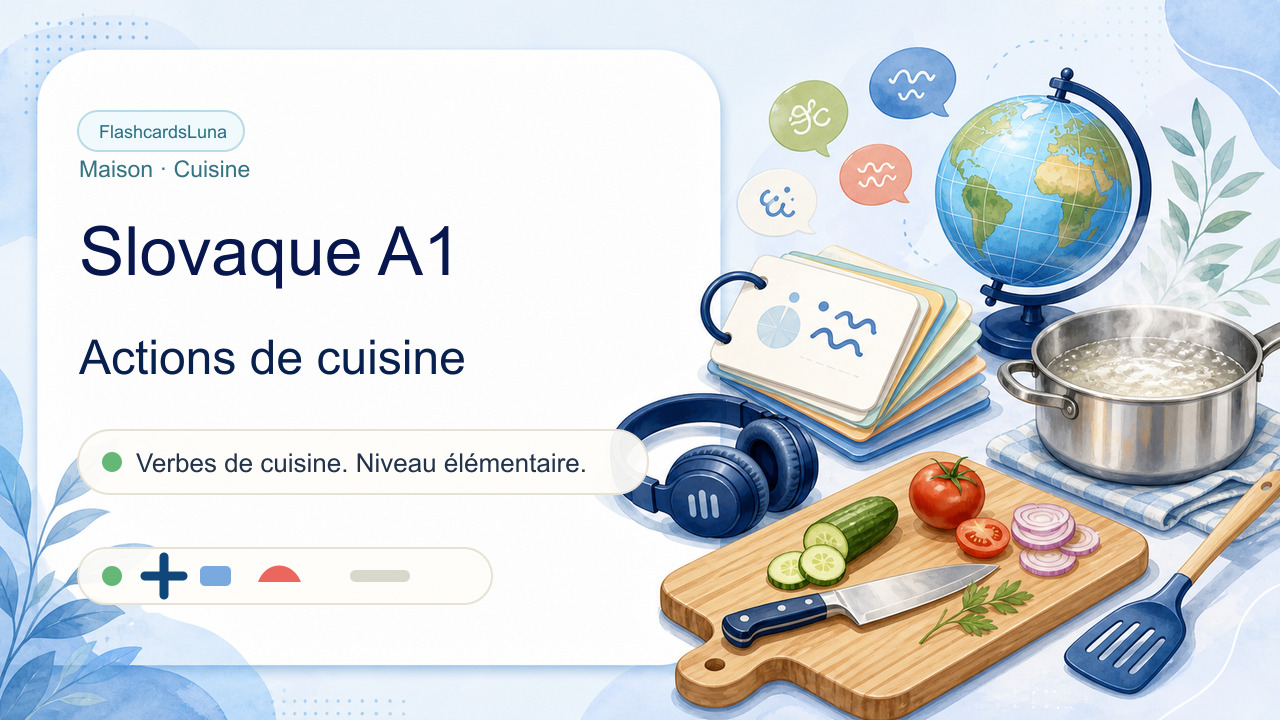 FlashcardsLuna
Maison · Cuisine
Slovaque A1
Actions de cuisine
Verbes de cuisine. Niveau élémentaire.